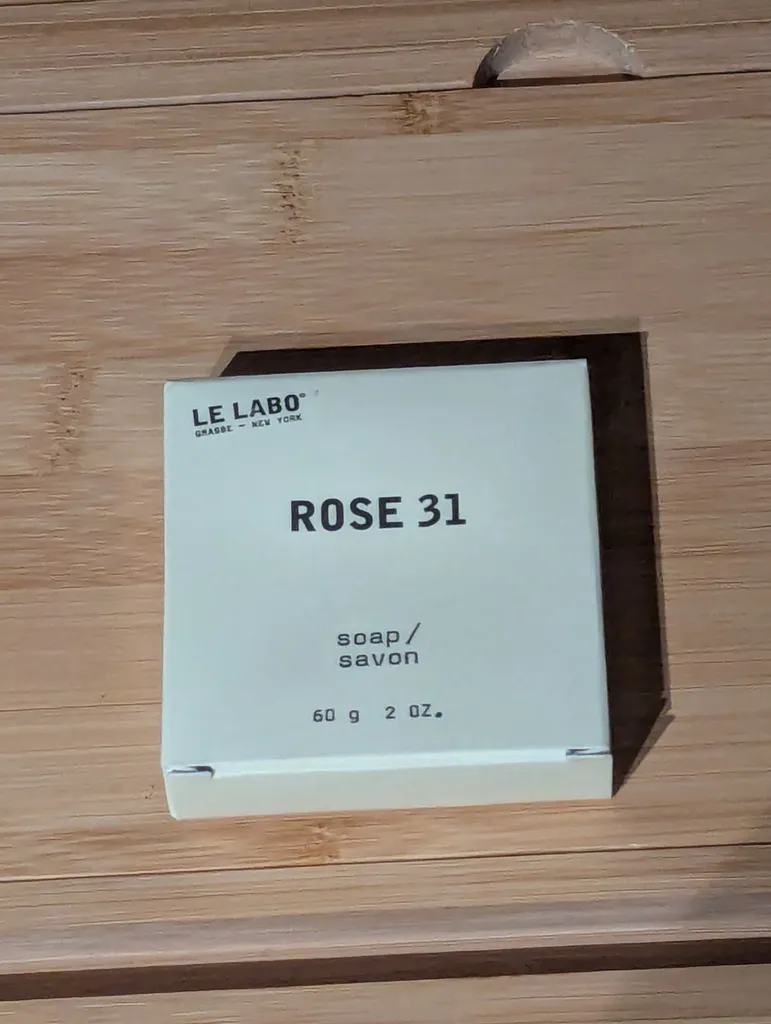 LE LABO®
GRASSE - NEW YORK
ROSE 31
soap/
savon
60 g 2 OZ.